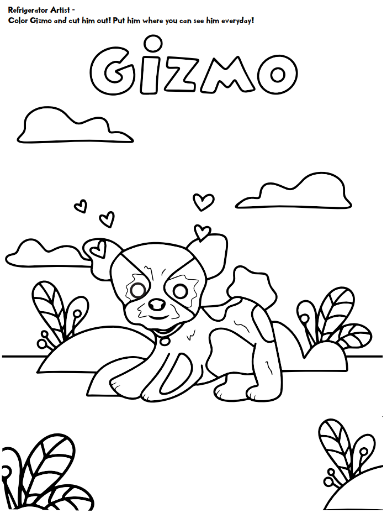 Refrigerator Artist -
Color Gizmo and cut him out! Put him where you can see him everyday!
GiZMO